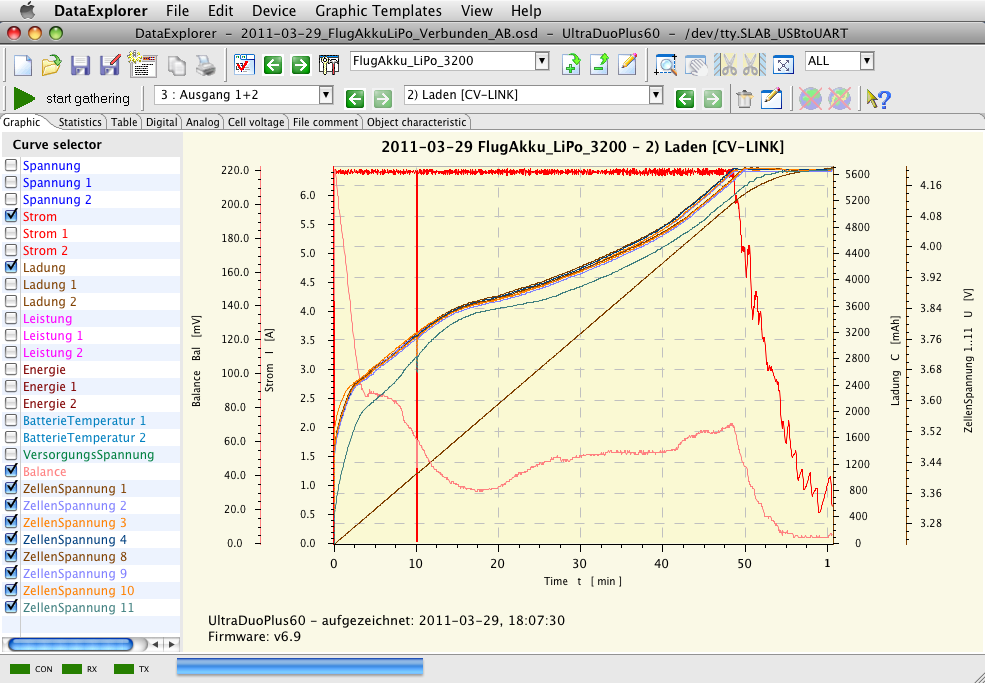 DataExplorer File Edit Device Graphic Templates View Help
DataExplorer – 2011-03-29_FlugAkkuLiPo_Verbunden_AB.osd – UltraDuoPlus60 – /dev/tty.SLAB_USBtoUART
FlugAkku_LiPo_3200 ALL
start gathering 3 : Ausgang 1+2 2) Laden [CV-LINK]
Graphic Statistics Table Digital Analog Cell voltage File comment Object characteristic
Curve selector
Spannung
Spannung 1
Spannung 2
Strom
Strom 1
Strom 2
Ladung
Ladung 1
Ladung 2
Leistung
Leistung 1
Leistung 2
Energie
Energie 1
Energie 2
BatterieTemperatur 1
BatterieTemperatur 2
VersorgungsSpannung
Balance
ZellenSpannung 1
ZellenSpannung 2
ZellenSpannung 3
ZellenSpannung 4
ZellenSpannung 8
ZellenSpannung 9
ZellenSpannung 10
ZellenSpannung 11
2011-03-29 FlugAkku_LiPo_3200 – 2) Laden [CV-LINK]
Balance Bal [mV]
220.0
200.0
180.0
160.0
140.0
120.0
100.0
80.0
60.0
40.0
20.0
0.0
Strom I [A]
6.0
5.5
5.0
4.5
4.0
3.5
3.0
2.5
2.0
1.5
1.0
0.5
0.0
5600
5200
4800
4400
4000
3600
3200
2800
2400
2000
1600
1200
800
400
0
Ladung C [mAh]
4.16
4.08
4.00
3.92
3.84
3.76
3.68
3.60
3.52
3.44
3.36
3.28
ZellenSpannung 1..11 U [V]
0 10 20 30 40 50 1
Time t [ min ]
UltraDuoPlus60 – aufgezeichnet: 2011-03-29, 18:07:30
Firmware: v6.9
CON RX TX